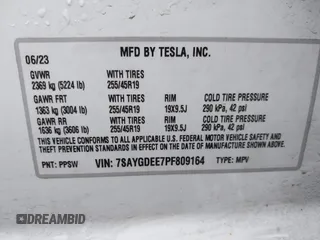 MFD BY TESLA, INC.
06/23
GVWR WITH TIRES
2369 kg (5224 lb) 255/45R19
GAWR FRT WITH TIRES RIM COLD TIRE PRESSURE
1363 kg (3004 lb) 255/45R19 19X9.5J 290 kPa, 42 psi
GAWR RR WITH TIRES RIM COLD TIRE PRESSURE
1636 kg (3606 lb) 255/45R19 19X9.5J 290 kPa, 42 psi
THIS VEHICLE CONFORMS TO ALL APPLICABLE U.S. FEDERAL MOTOR VEHICLE SAFETY AND
THEFT PREVENTION STANDARDS IN EFFECT ON THE DATE OF MANUFACTURE SHOWN ABOVE.
PNT: PPSW VIN: 7SAYGDEE7PF809164 TYPE: MPV
DREAMBID